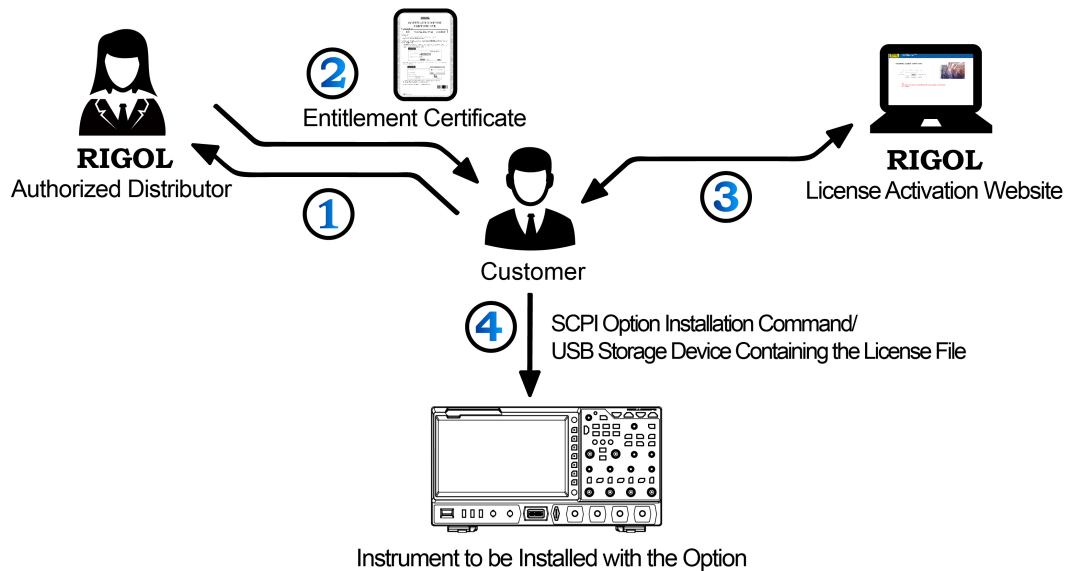 2
Entitlement Certificate
RIGOL
Authorized Distributor
1
3
RIGOL
License Activation Website
Customer
4
SCPI Option Installation Command/
USB Storage Device Containing the License File
Instrument to be Installed with the Option